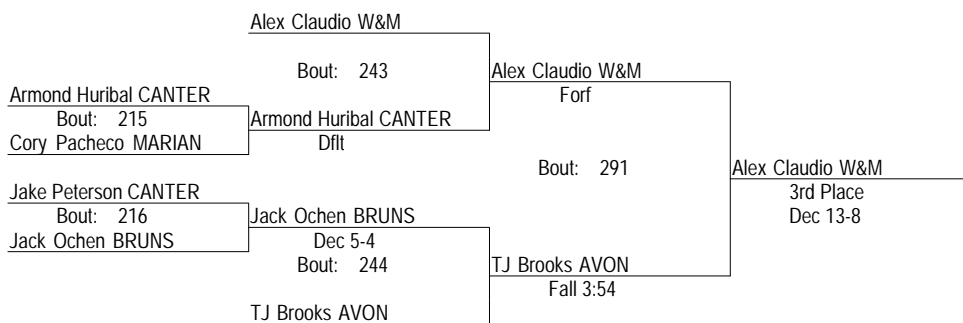 Alex Claudio W&M
Bout: 243
Alex Claudio W&M
Armond Huribal CANTER
Forf
Bout: 215
Armond Huribal CANTER
Cory Pacheco MARIAN
Dflt
Bout: 291
Alex Claudio W&M
Jake Peterson CANTER
3rd Place
Bout: 216
Jack Ochen BRUNS
Dec 13-8
Jack Ochen BRUNS
Dec 5-4
Bout: 244
TJ Brooks AVON
Fall 3:54
TJ Brooks AVON